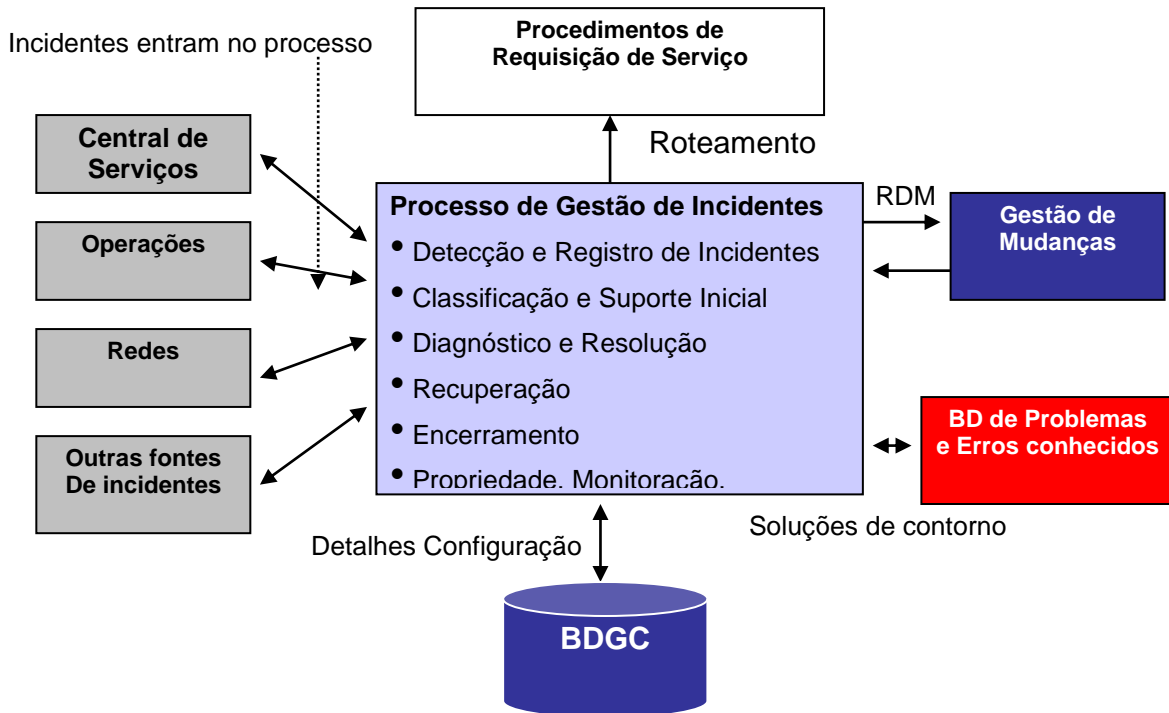 Procedimentos de
Requisição de Serviço
Incidentes entram no processo
Roteamento
Central de
Serviços
Operações
Redes
Outras fontes
De incidentes
Processo de Gestão de Incidentes
• Detecção e Registro de Incidentes
• Classificação e Suporte Inicial
• Diagnóstico e Resolução
• Recuperação
• Encerramento
• Propriedade, Monitoração,
RDM
Gestão de
Mudanças
BD de Problemas
e Erros conhecidos
Soluções de contorno
Detalhes Configuração
BDGC